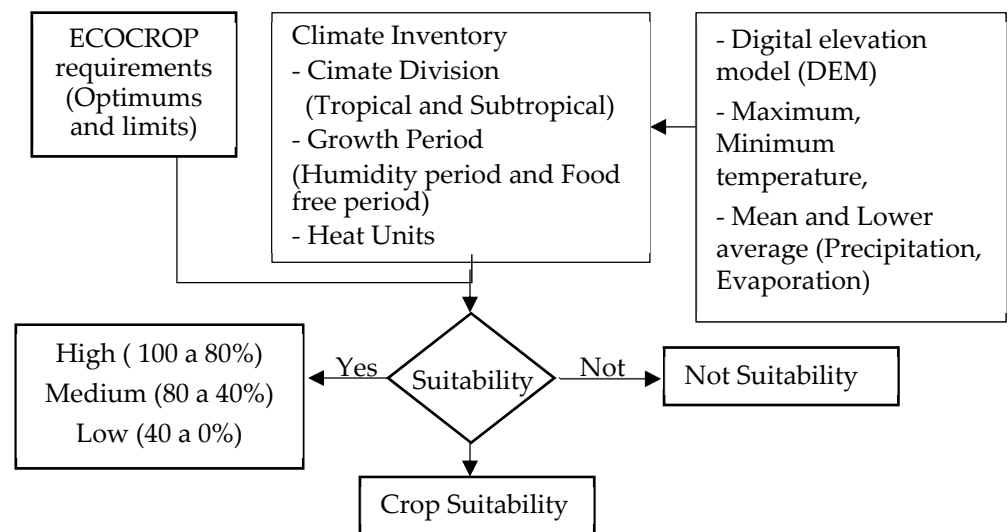 ECOCROP
requirements
(Optimums
and limits)
Climate Inventory
- Cimate Division
(Tropical and Subtropical)
- Growth Period
(Humidity period and Food
free period)
- Heat Units
- Digital elevation
model (DEM)
- Maximum,
Minimum
temperature,
- Mean and Lower
average (Precipitation,
Evaporation)
High ( 100 a 80%)
Medium (80 a 40%)
Low (40 a 0%)
Yes
Suitability
Not
Not Suitability
Crop Suitability